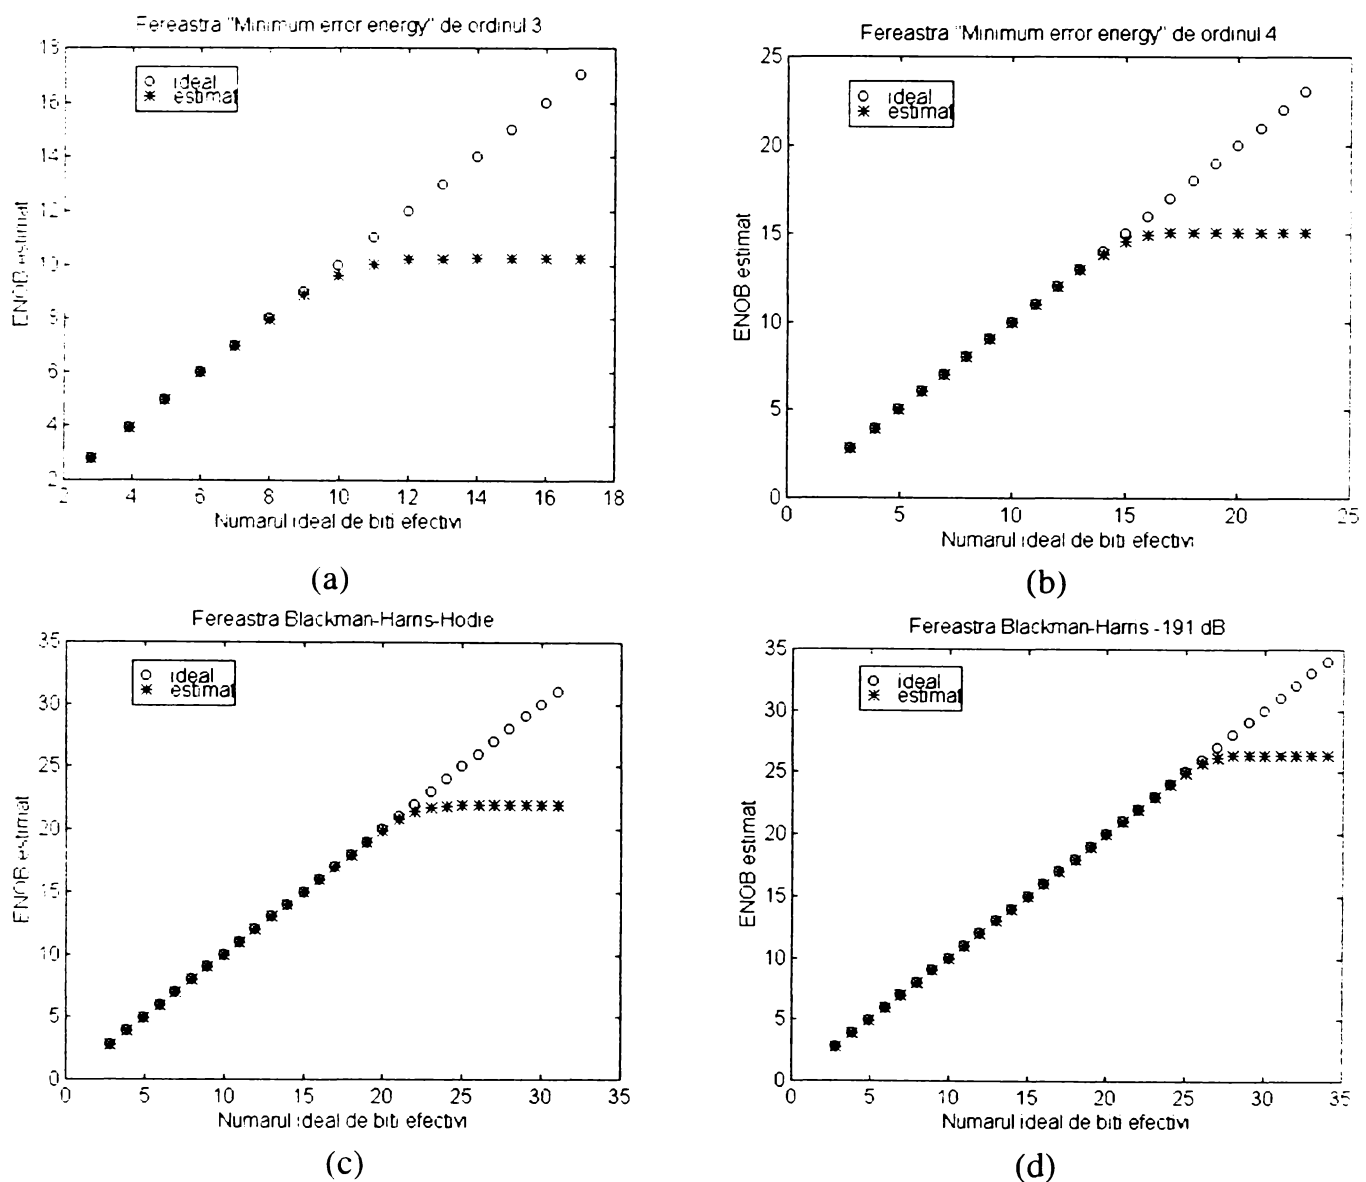 Fereastra "Minimum error energy" de ordinul 3
18
16
14
12
10
8
6
4
2
ideal
estimat
ENOB estimat
2 4 6 8 10 12 14 16 18
Numarul ideal de biti efectivi
(a)
Fereastra "Minimum error energy" de ordinul 4
25
20
15
10
5
0
ideal
estimat
ENOB estimat
0 5 10 15 20 25
Numarul ideal de biti efectivi
(b)
Fereastra Blackman-Harris-Hodie
35
30
25
20
15
10
5
0
ideal
estimat
ENOB estimat
0 5 10 15 20 25 30 35
Numarul ideal de biti efectivi
(c)
Fereastra Blackman-Harris -191 dB
35
30
25
20
15
10
5
0
ideal
estimat
ENOB estimat
0 5 10 15 20 25 30 35
Numarul ideal de biti efectivi
(d)